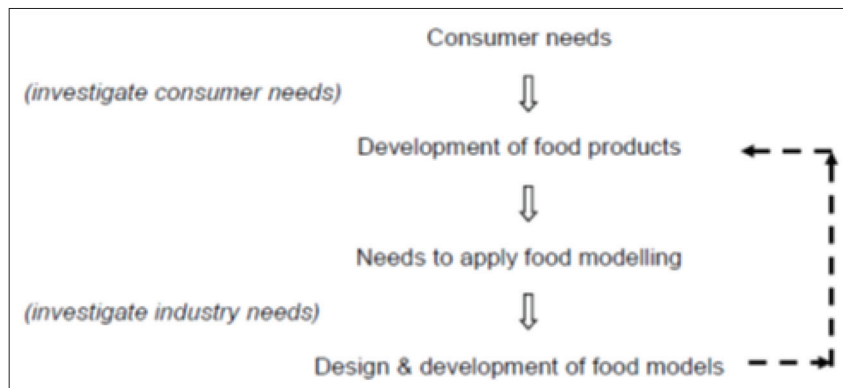 Consumer needs
(investigate consumer needs)
Development of food products
Needs to apply food modelling
(investigate industry needs)
Design & development of food models